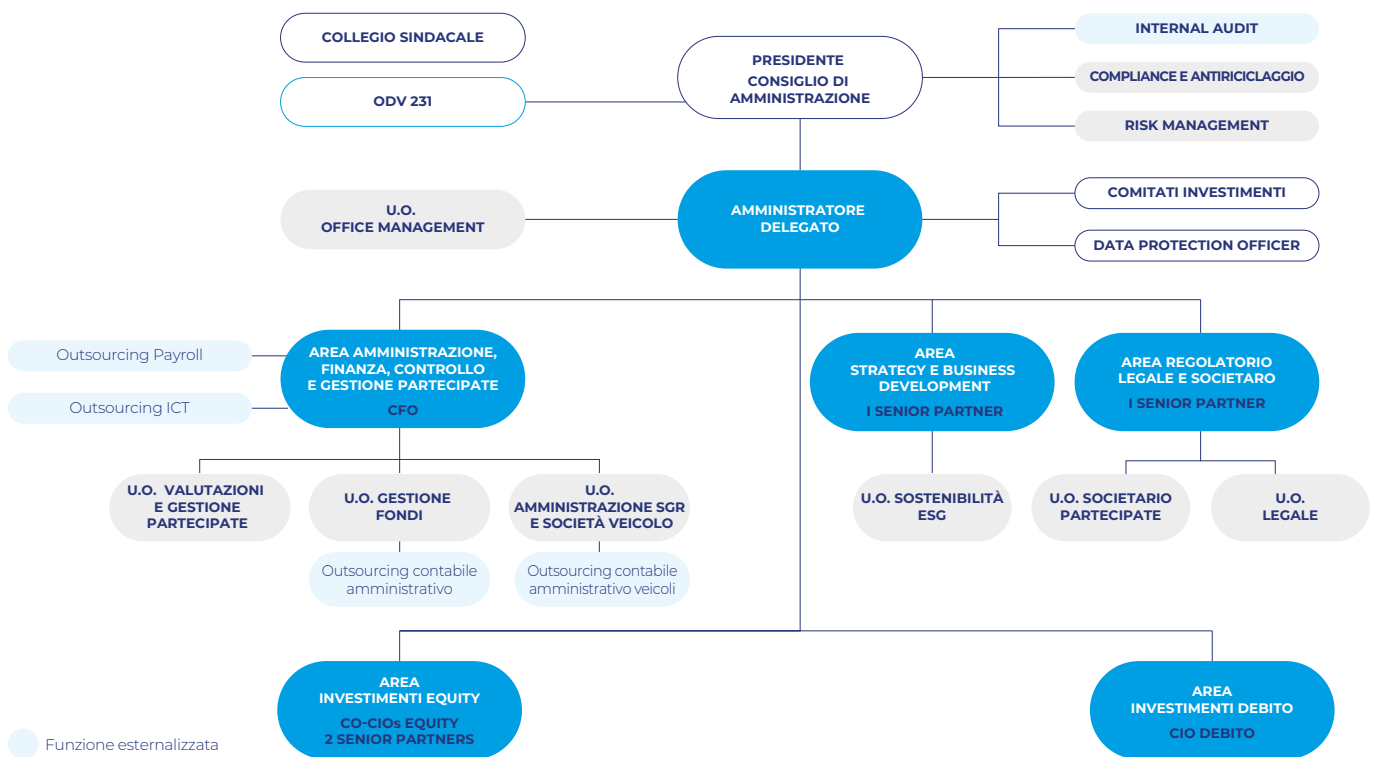 COLLEGIO SINDACALE
ODV 231
PRESIDENTE
CONSIGLIO DI
AMMINISTRAZIONE
INTERNAL AUDIT
COMPLIANCE E ANTIRICICLAGGIO
RISK MANAGEMENT
U.O.
OFFICE MANAGEMENT
AMMINISTRATORE
DELEGATO
COMITATI INVESTIMENTI
DATA PROTECTION OFFICER
Outsourcing Payroll
Outsourcing ICT
AREA AMMINISTRAZIONE,
FINANZA, CONTROLLO
E GESTIONE PARTECIPATE
CFO
AREA
STRATEGY E BUSINESS
DEVELOPMENT
I SENIOR PARTNER
AREA REGOLATORIO
LEGALE E SOCIETARO
I SENIOR PARTNER
U.O. VALUTAZIONI
E GESTIONE
PARTECIPATE
U.O. GESTIONE
FONDI
U.O.
AMMINISTRAZIONE SGR
E SOCIETÀ VEICOLO
U.O. SOSTENIBILITÀ
ESG
U.O. SOCIETARIO
PARTECIPATE
U.O.
LEGALE
Outsourcing contabile
amministrativo
Outsourcing contabile
amministrativo veicoli
AREA
INVESTIMENTI EQUITY
CO-CIOs EQUITY
2 SENIOR PARTNERS
AREA
INVESTIMENTI DEBITO
CIO DEBITO
Funzione esternalizzata